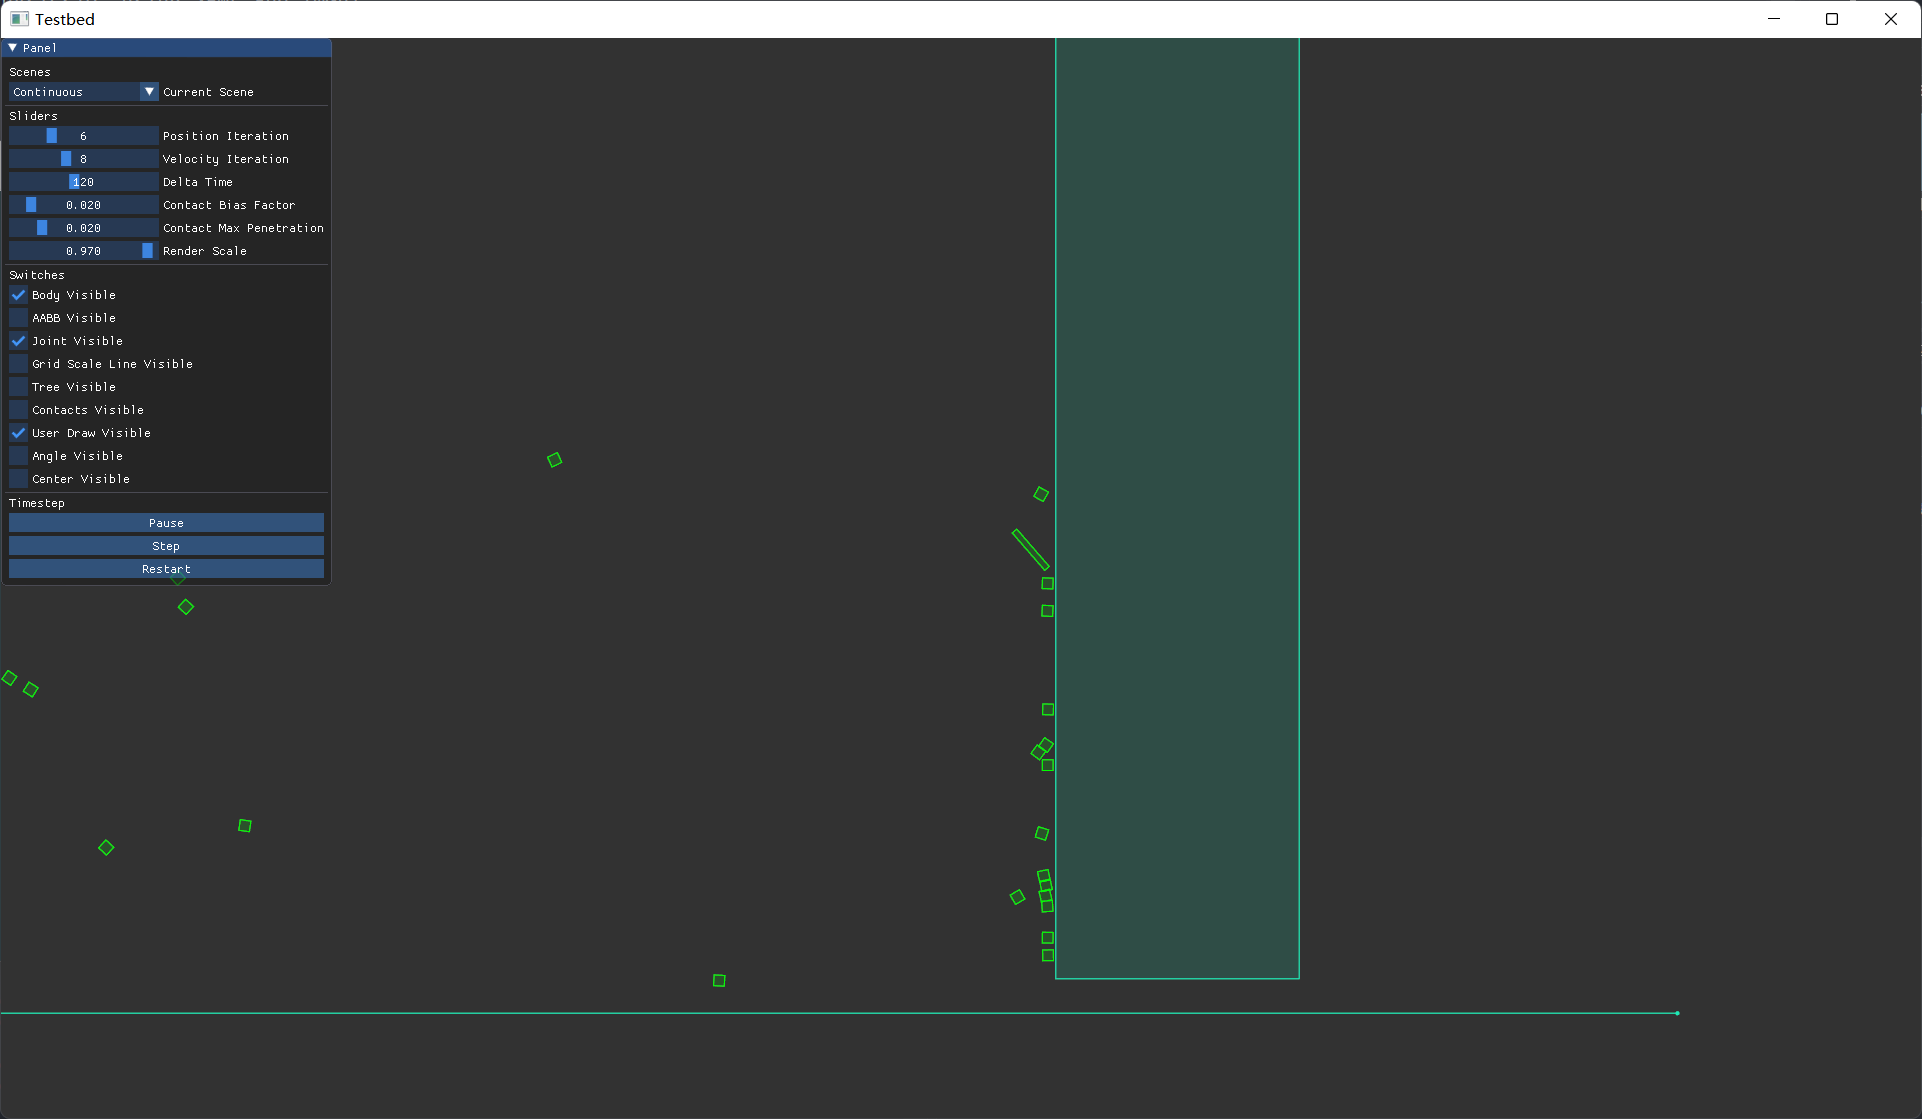 Testbed
Panel
Scenes
Continuous Current Scene
Sliders
6 Position Iteration
8 Velocity Iteration
120 Delta Time
0.020 Contact Bias Factor
0.020 Contact Max Penetration
0.970 Render Scale
Switches
Body Visible
AABB Visible
Joint Visible
Grid Scale Line Visible
Tree Visible
Contacts Visible
User Draw Visible
Angle Visible
Center Visible
Timestep
Pause
Step
Restart